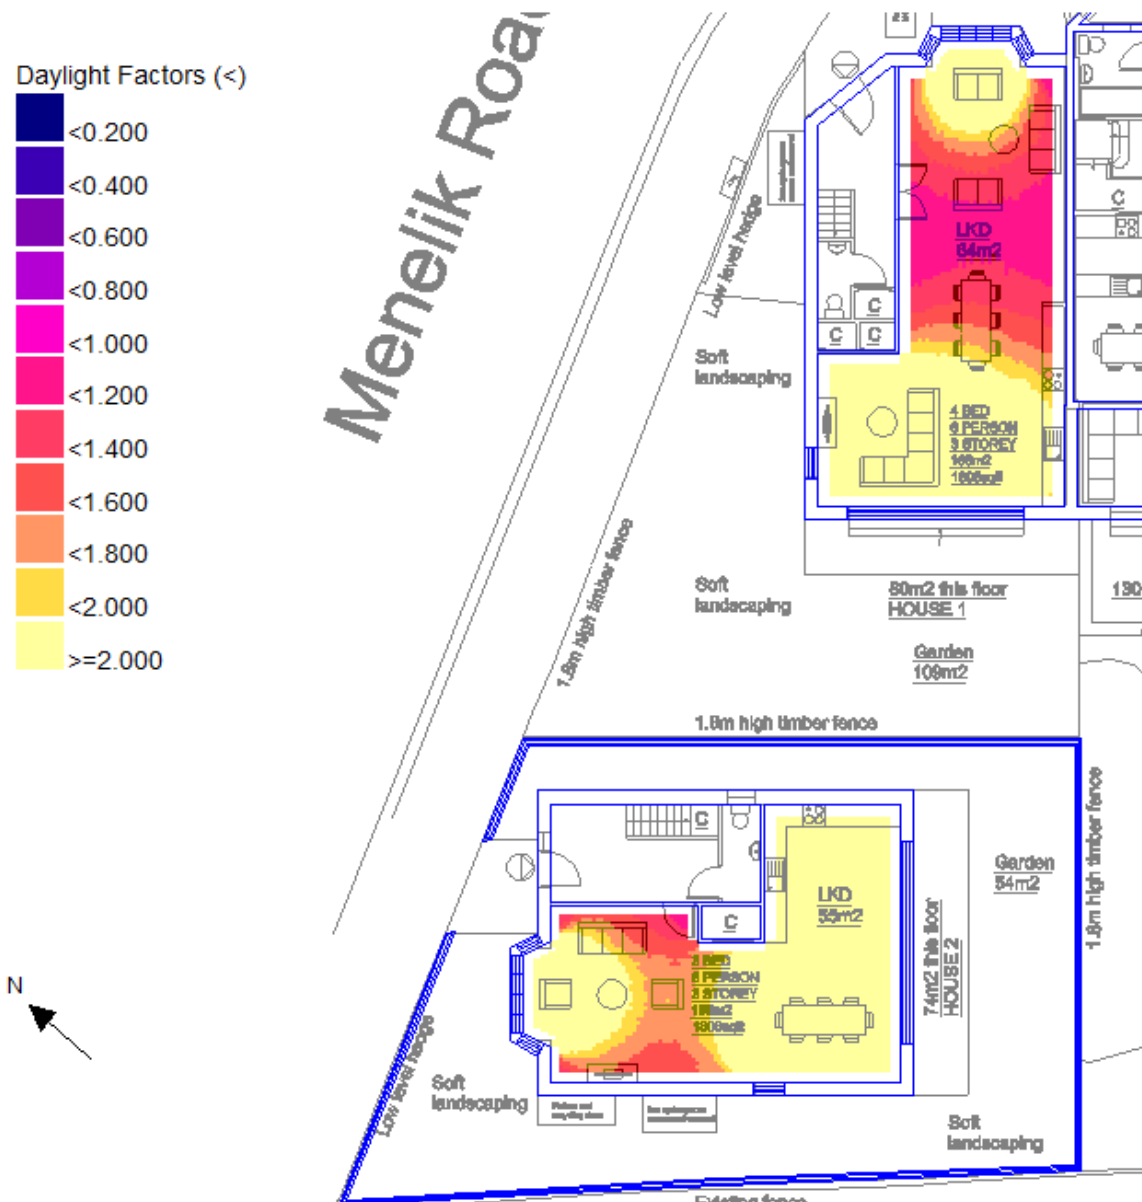 Daylight Factors (<)
<0.200
<0.400
<0.600
<0.800
<1.000
<1.200
<1.400
<1.600
<1.800
<2.000
>=2.000
Menelik Road
Low level hedge
Soft
landscaping
1.8m high timber fence
Soft
landscaping
LKD
64m2
C
C
C
C
4 BED
6 PERSON
3 STOREY
80m2 this floor
HOUSE 1
130
Garden
109m2
1.8m high timber fence
1.8m high timber fence
C
C
LKD
55m2
Garden
54m2
74m2 this floor
HOUSE 2
3 BED
6 PERSON
3 STOREY
N
Low level hedge
Soft
landscaping
Soft
landscaping
Existing fence